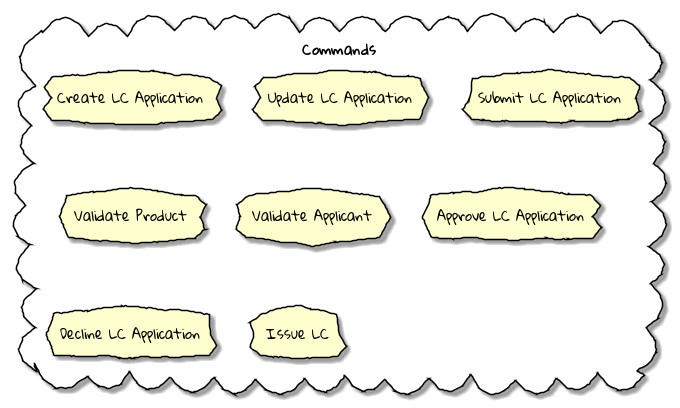 Commands
Create LC Application
Update LC Application
Submit LC Application
Validate Product
Validate Applicant
Approve LC Application
Decline LC Application
Issue LC